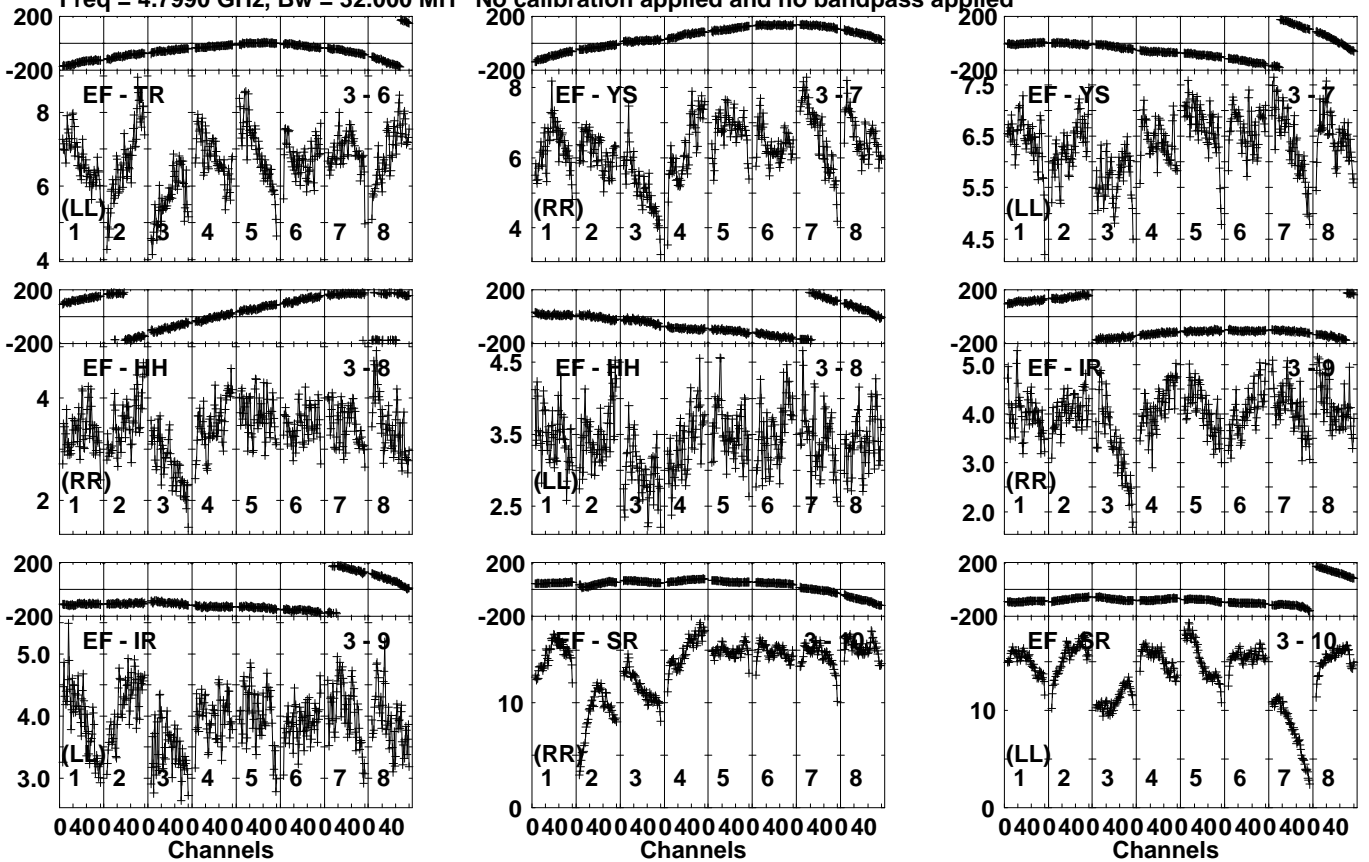 Freq = 4.7990 GHz, Bw = 32.000 MH No calibration applied and no bandpass applied
200 200 200
-200 -200 -200
EF - TR 3 - 6 EF - YS 3 - 7 EF - YS 3 - 7
8 8 7.5
6 6 6.5
5.5
(LL) (RR) (LL)
1 2 3 4 5 6 7 8 1 2 3 4 5 6 7 8 1 2 3 4 5 6 7 8
4 4 4.5
200 200 200
-200 -200 -200
EF - HH 3 - 8 EF - HH 3 - 8 EF - IR 3 - 9
4 4.5 5.0
3.5 4.0
3.0
(RR) (LL) (RR)
2 2.5 2.0
1 2 3 4 5 6 7 8 1 2 3 4 5 6 7 8 1 2 3 4 5 6 7 8
200 200 200
-200 -200 -200
EF - IR 3 - 9 EF - SR 3 - 10 EF - SR 3 - 10
5.0
4.0 10 10
(LL) (RR) (LL)
3.0
1 2 3 4 5 6 7 8 1 2 3 4 5 6 7 8 1 2 3 4 5 6 7 8
0 0
0 40 0 40 0 40 0 40 0 40 0 40 0 40 0 40 0 40 0 40 0 40 0 40 0 40 0 40 0 40 0 40 0 40 0 40 0 40 0 40 0 40 0 40 0 40 0 40
Channels Channels Channels